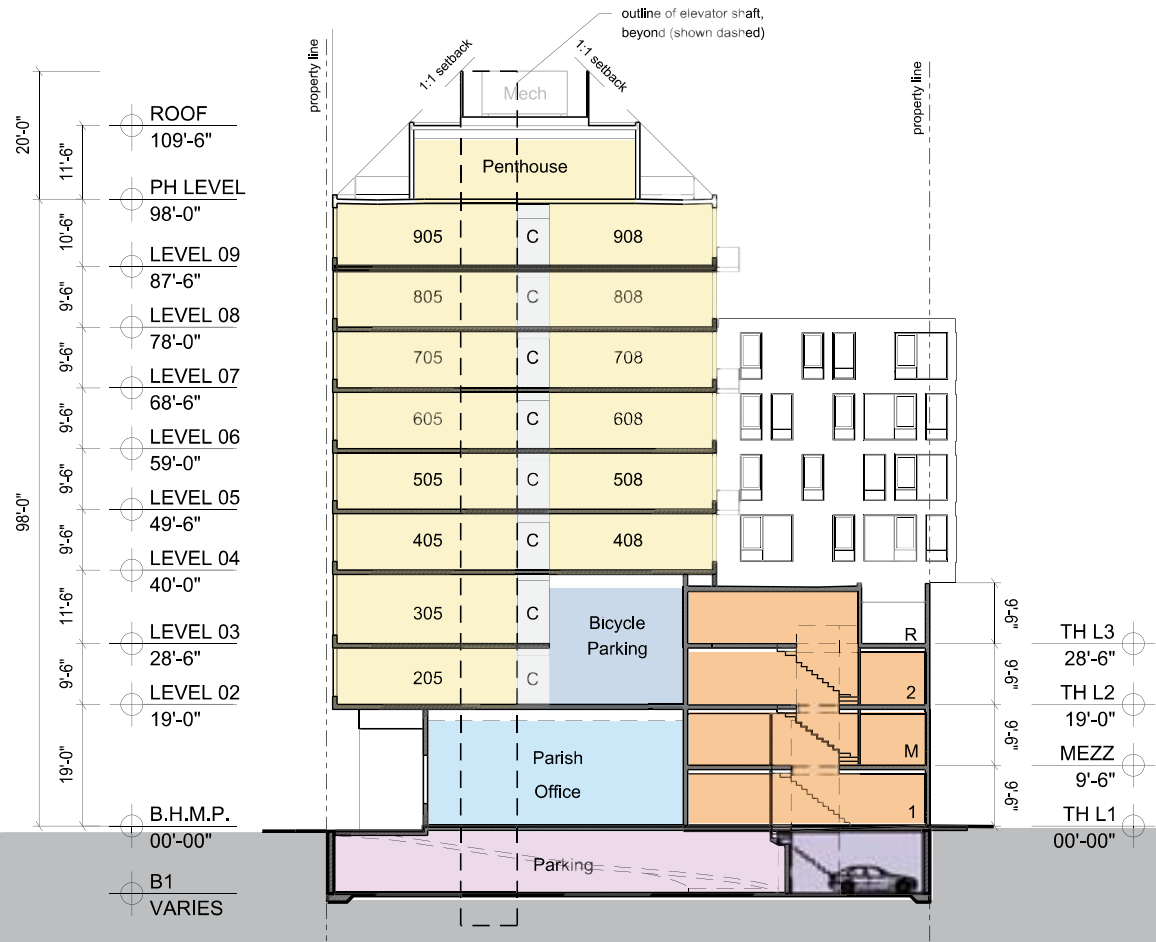 outline of elevator shaft,
beyond (shown dashed)
property line
1:1 setback
1:1 setback
property line
Mech
20'-0"
ROOF
109'-6"
11'-6"
Penthouse
PH LEVEL
98'-0"
10'-6"
905 C 908
LEVEL 09
87'-6"
9'-6"
805 C 808
LEVEL 08
78'-0"
9'-6"
705 C 708
LEVEL 07
68'-6"
9'-6"
605 C 608
LEVEL 06
59'-0"
9'-6"
505 C 508
98'-0"
LEVEL 05
49'-6"
9'-6"
405 C 408
LEVEL 04
40'-0"
11'-6"
305 C
Bicycle
Parking
R
9'-6"
LEVEL 03
28'-6"
TH L3
28'-6"
9'-6"
205 C
2
9'-6"
LEVEL 02
19'-0"
TH L2
19'-0"
19'-0"
Parish
Office
M
9'-6"
MEZZ
9'-6"
1
9'-6"
B.H.M.P.
00'-00"
TH L1
00'-00"
Parking
B1
VARIES